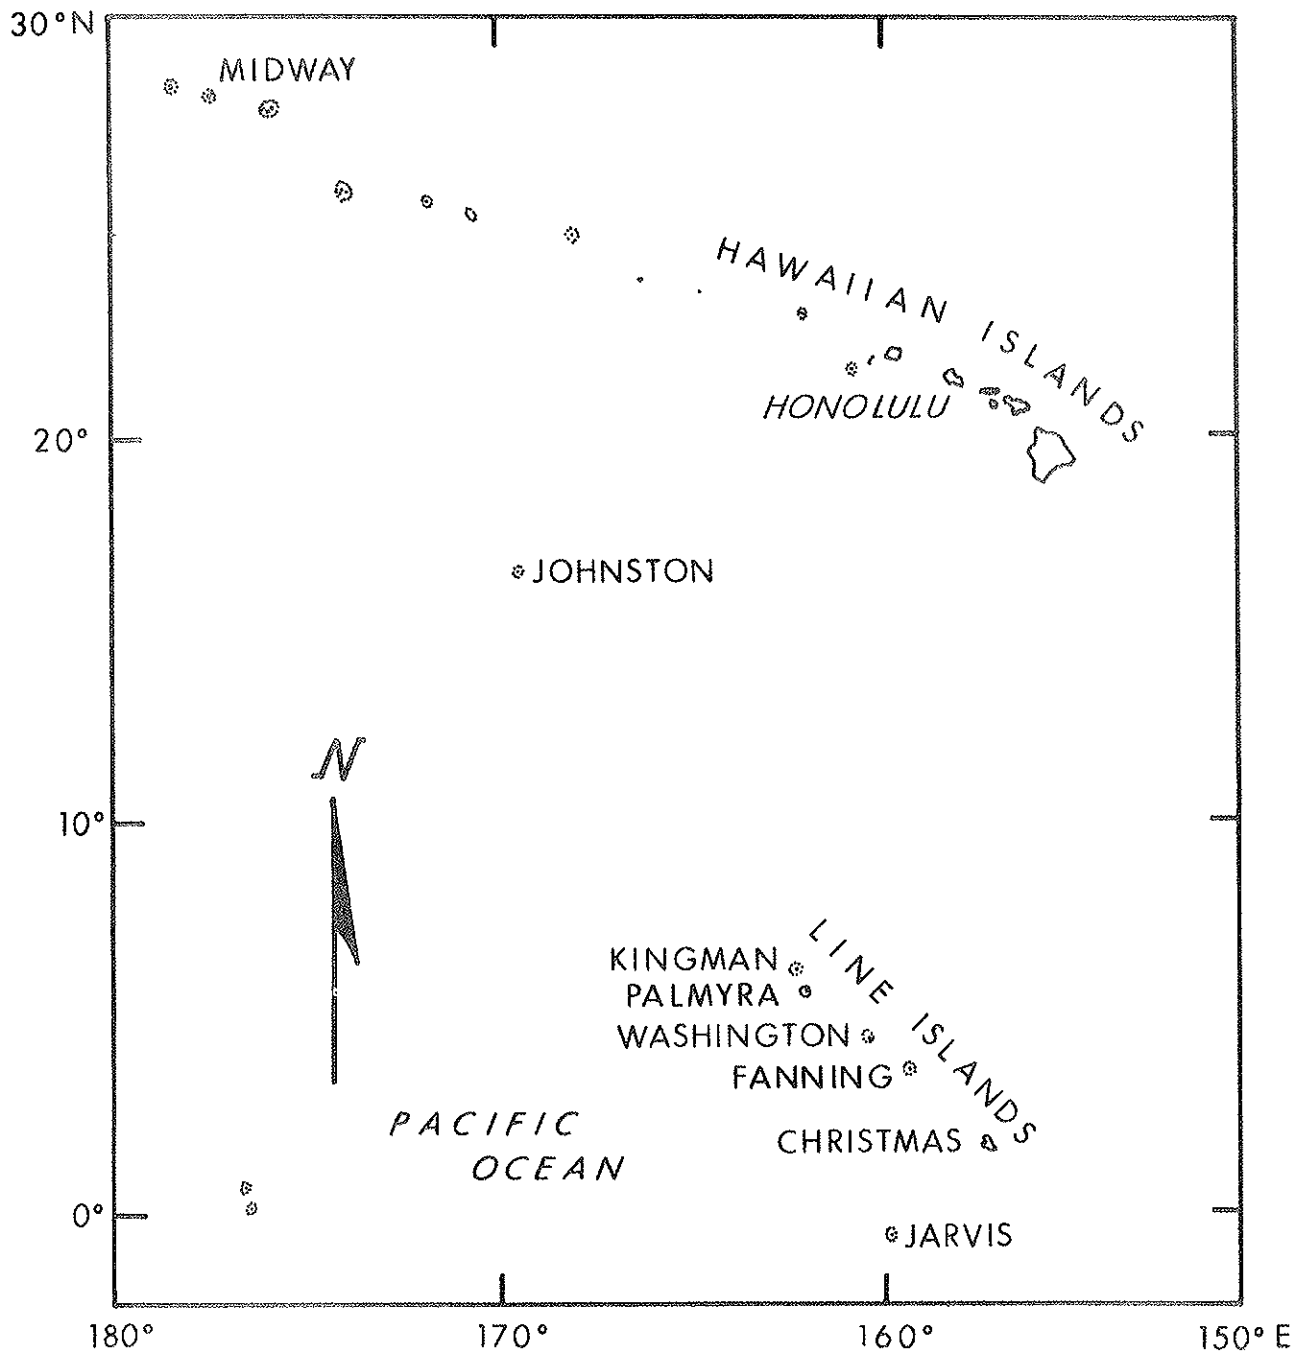 30°N
MIDWAY
HAWAIIAN ISLANDS
HONOLULU
20°
JOHNSTON
N
10°
LINE ISLANDS
KINGMAN
PALMYRA
WASHINGTON
FANNING
PACIFIC
OCEAN
CHRISTMAS
0°
JARVIS
180° 170° 160° 150° E